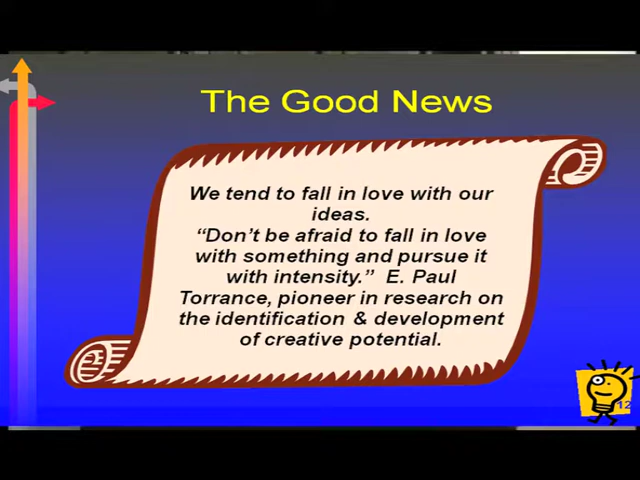 The Good News
We tend to fall in love with our
ideas.
“Don’t be afraid to fall in love
with something and pursue it
with intensity.”  E. Paul
Torrance, pioneer in research on
the identification & development
of creative potential.
12